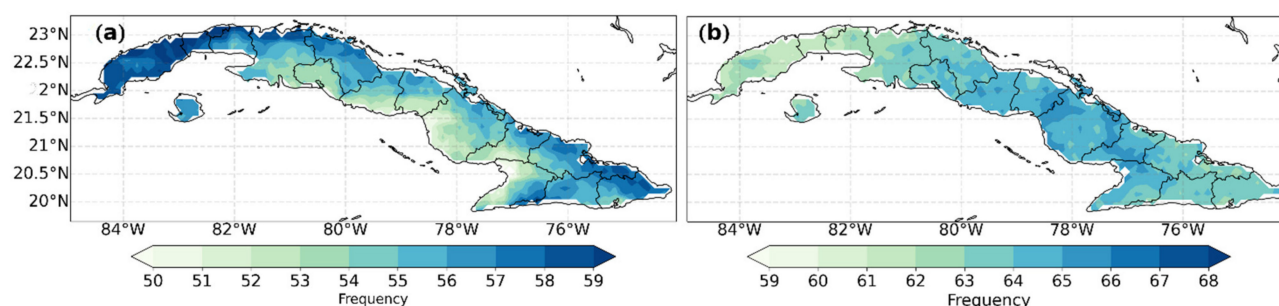 (a)
(b)
23°N
22.5°N
22°N
21.5°N
21°N
20.5°N
20°N
84°W 82°W 80°W 78°W 76°W
84°W 82°W 80°W 78°W 76°W
50 51 52 53 54 55 56 57 58 59
Frequency
59 60 61 62 63 64 65 66 67 68
Frequency